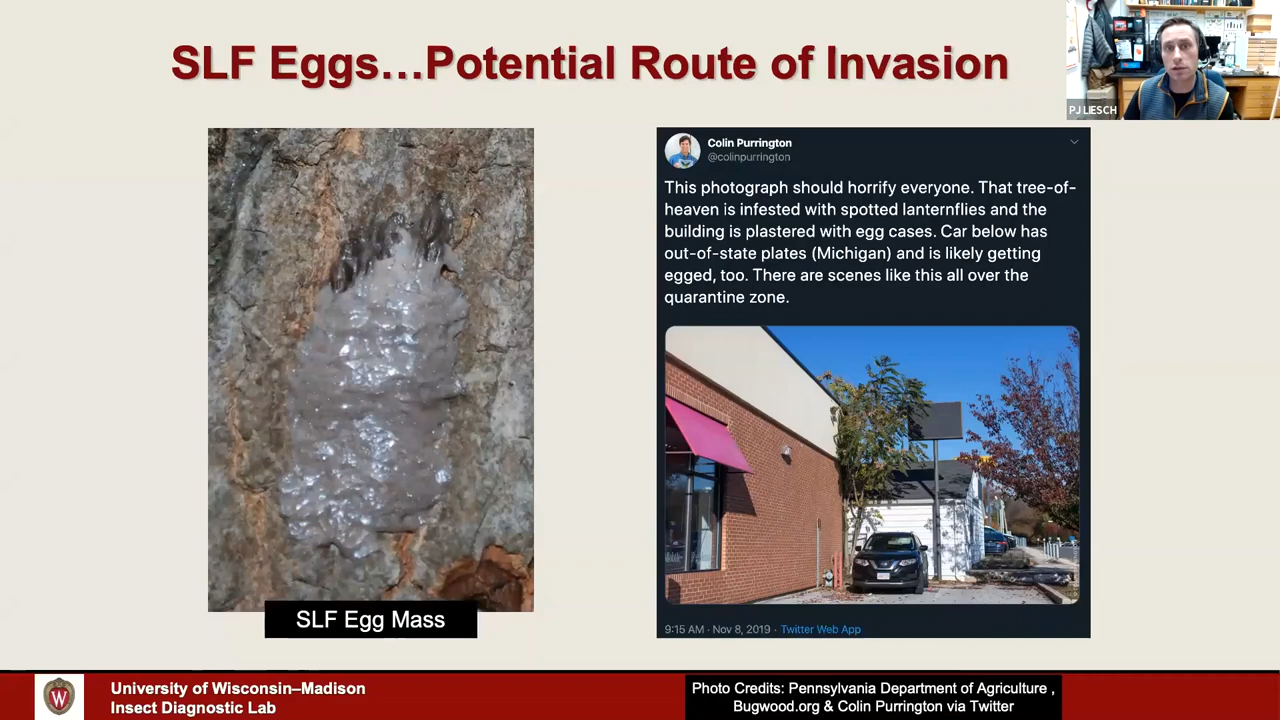 SLF Eggs…Potential Route of Invasion
PJ LIESCH
Colin Purrington
@colinpurrington
This photograph should horrify everyone. That tree-of-
heaven is infested with spotted lanternflies and the
building is plastered with egg cases. Car below has
out-of-state plates (Michigan) and is likely getting
egged, too. There are scenes like this all over the
quarantine zone.
9:15 AM · Nov 8, 2019 · Twitter Web App
SLF Egg Mass
W
University of Wisconsin–Madison
Insect Diagnostic Lab
Photo Credits: Pennsylvania Department of Agriculture ,
Bugwood.org & Colin Purrington via Twitter